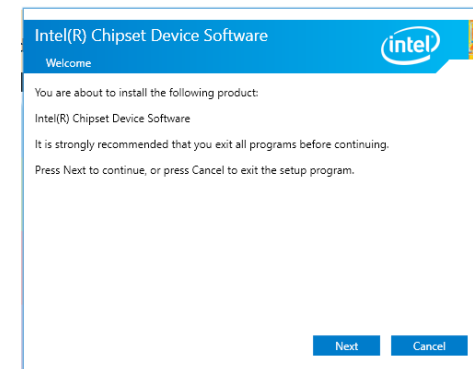 Intel(R) Chipset Device Software
intel
Welcome
You are about to install the following product:
Intel(R) Chipset Device Software
It is strongly recommended that you exit all programs before continuing.
Press Next to continue, or press Cancel to exit the setup program.
Next
Cancel